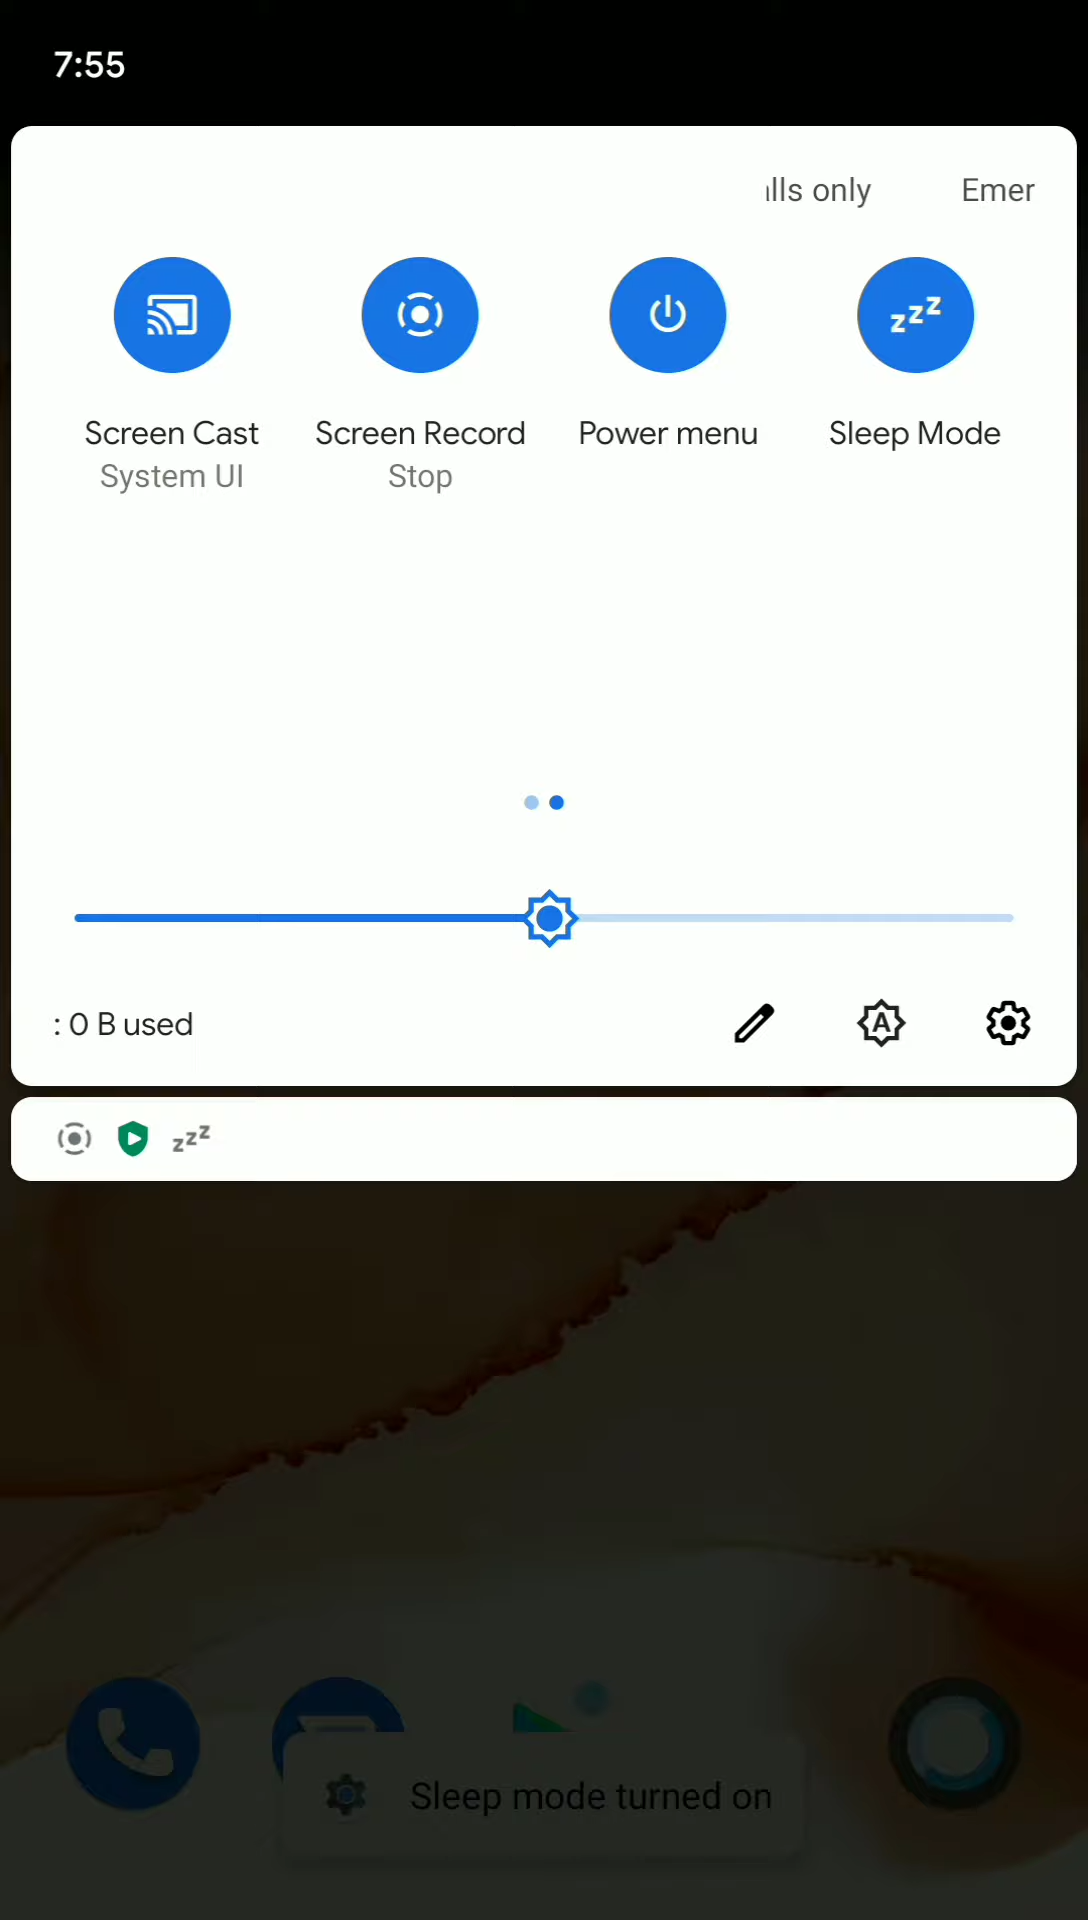 7:55
lls only Emer
Screen Cast Screen Record Power menu Sleep Mode
System UI Stop
: 0 B used
Sleep mode turned on